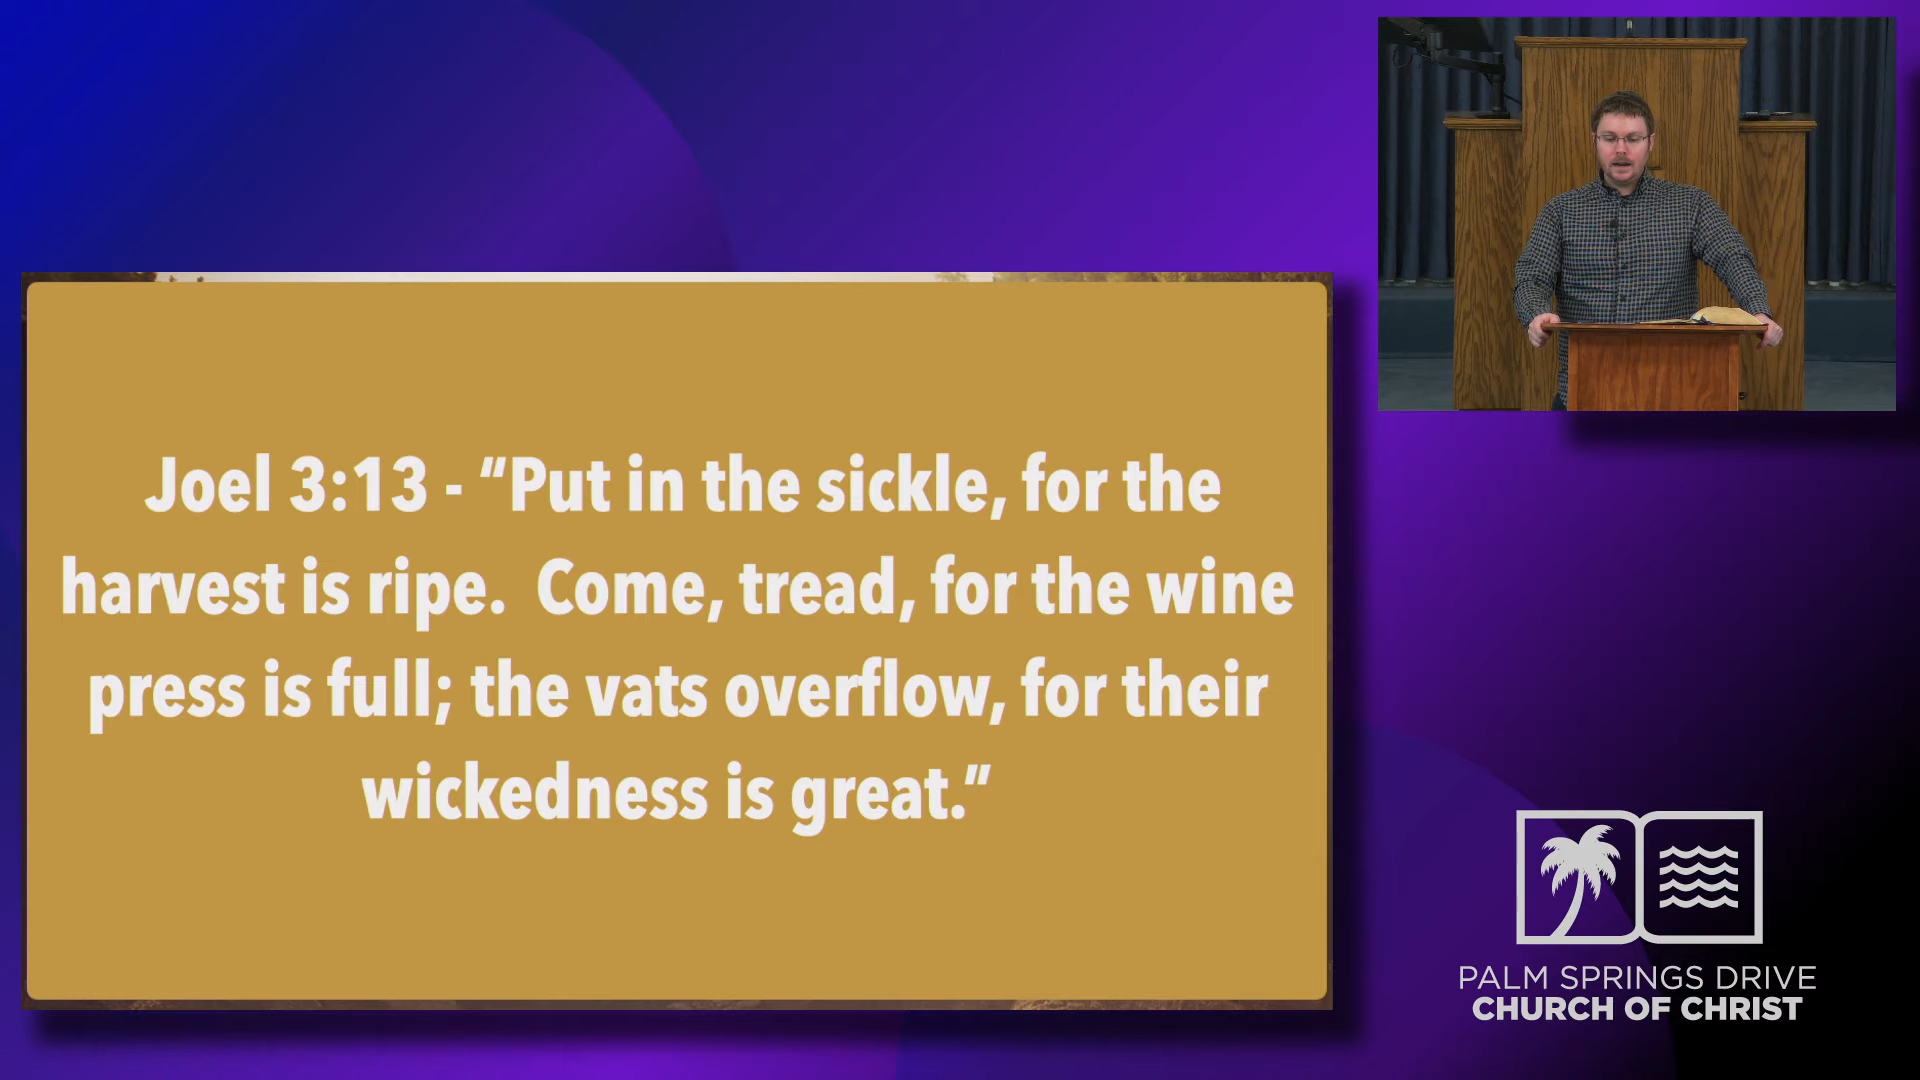 Joel 3:13 - “Put in the sickle, for the
harvest is ripe.  Come, tread, for the wine
press is full; the vats overflow, for their
wickedness is great.”
PALM SPRINGS DRIVE
CHURCH OF CHRIST